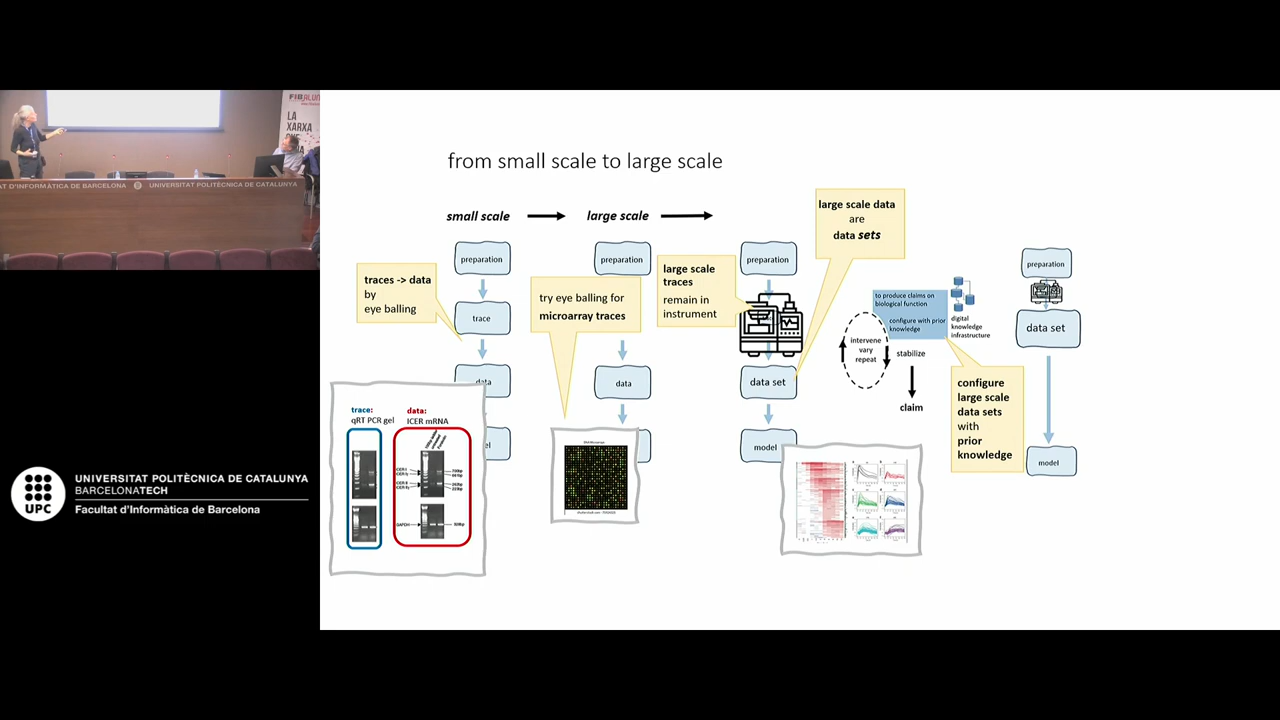 LA
XARXA
T D'INFORMÀTICA DE BARCELONA
UNIVERSITAT POLITÈCNICA DE CATALUNYA
UPC
UNIVERSITAT POLITÈCNICA DE CATALUNYA
BARCELONATECH
Facultat d'Informàtica de Barcelona
from small scale to large scale
small scale
large scale
preparation
trace
data
el
traces -> data
by
eye balling
trace:
qRT PCR gel
data:
ICER mRNA
GAPDH
preparation
data
try eye balling for
microarray traces
large scale
traces
remain in
instrument
preparation
data set
model
large scale data
are
data sets
to produce claims on
biological function
configure with prior
knowledge
digital
knowledge
infrastructure
intervene
vary
repeat
stabilize
claim
configure
large scale
data sets
with
prior
knowledge
preparation
data set
model